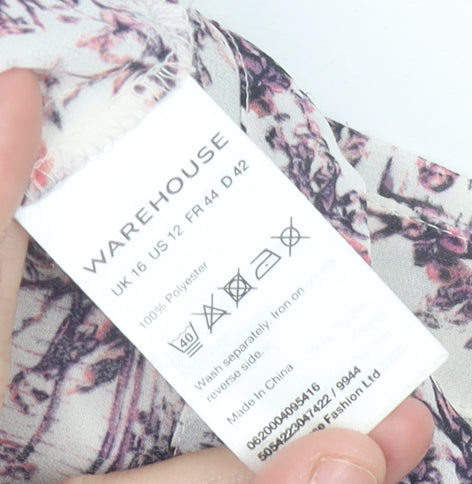 WAREHOUSE
UK 16 US 12 FR 44 D 42
100% Polyester
40
Wash separately. Iron on
reverse side.
Made In China
0620004095416
5054223047422 / 9944
Fashion Ltd